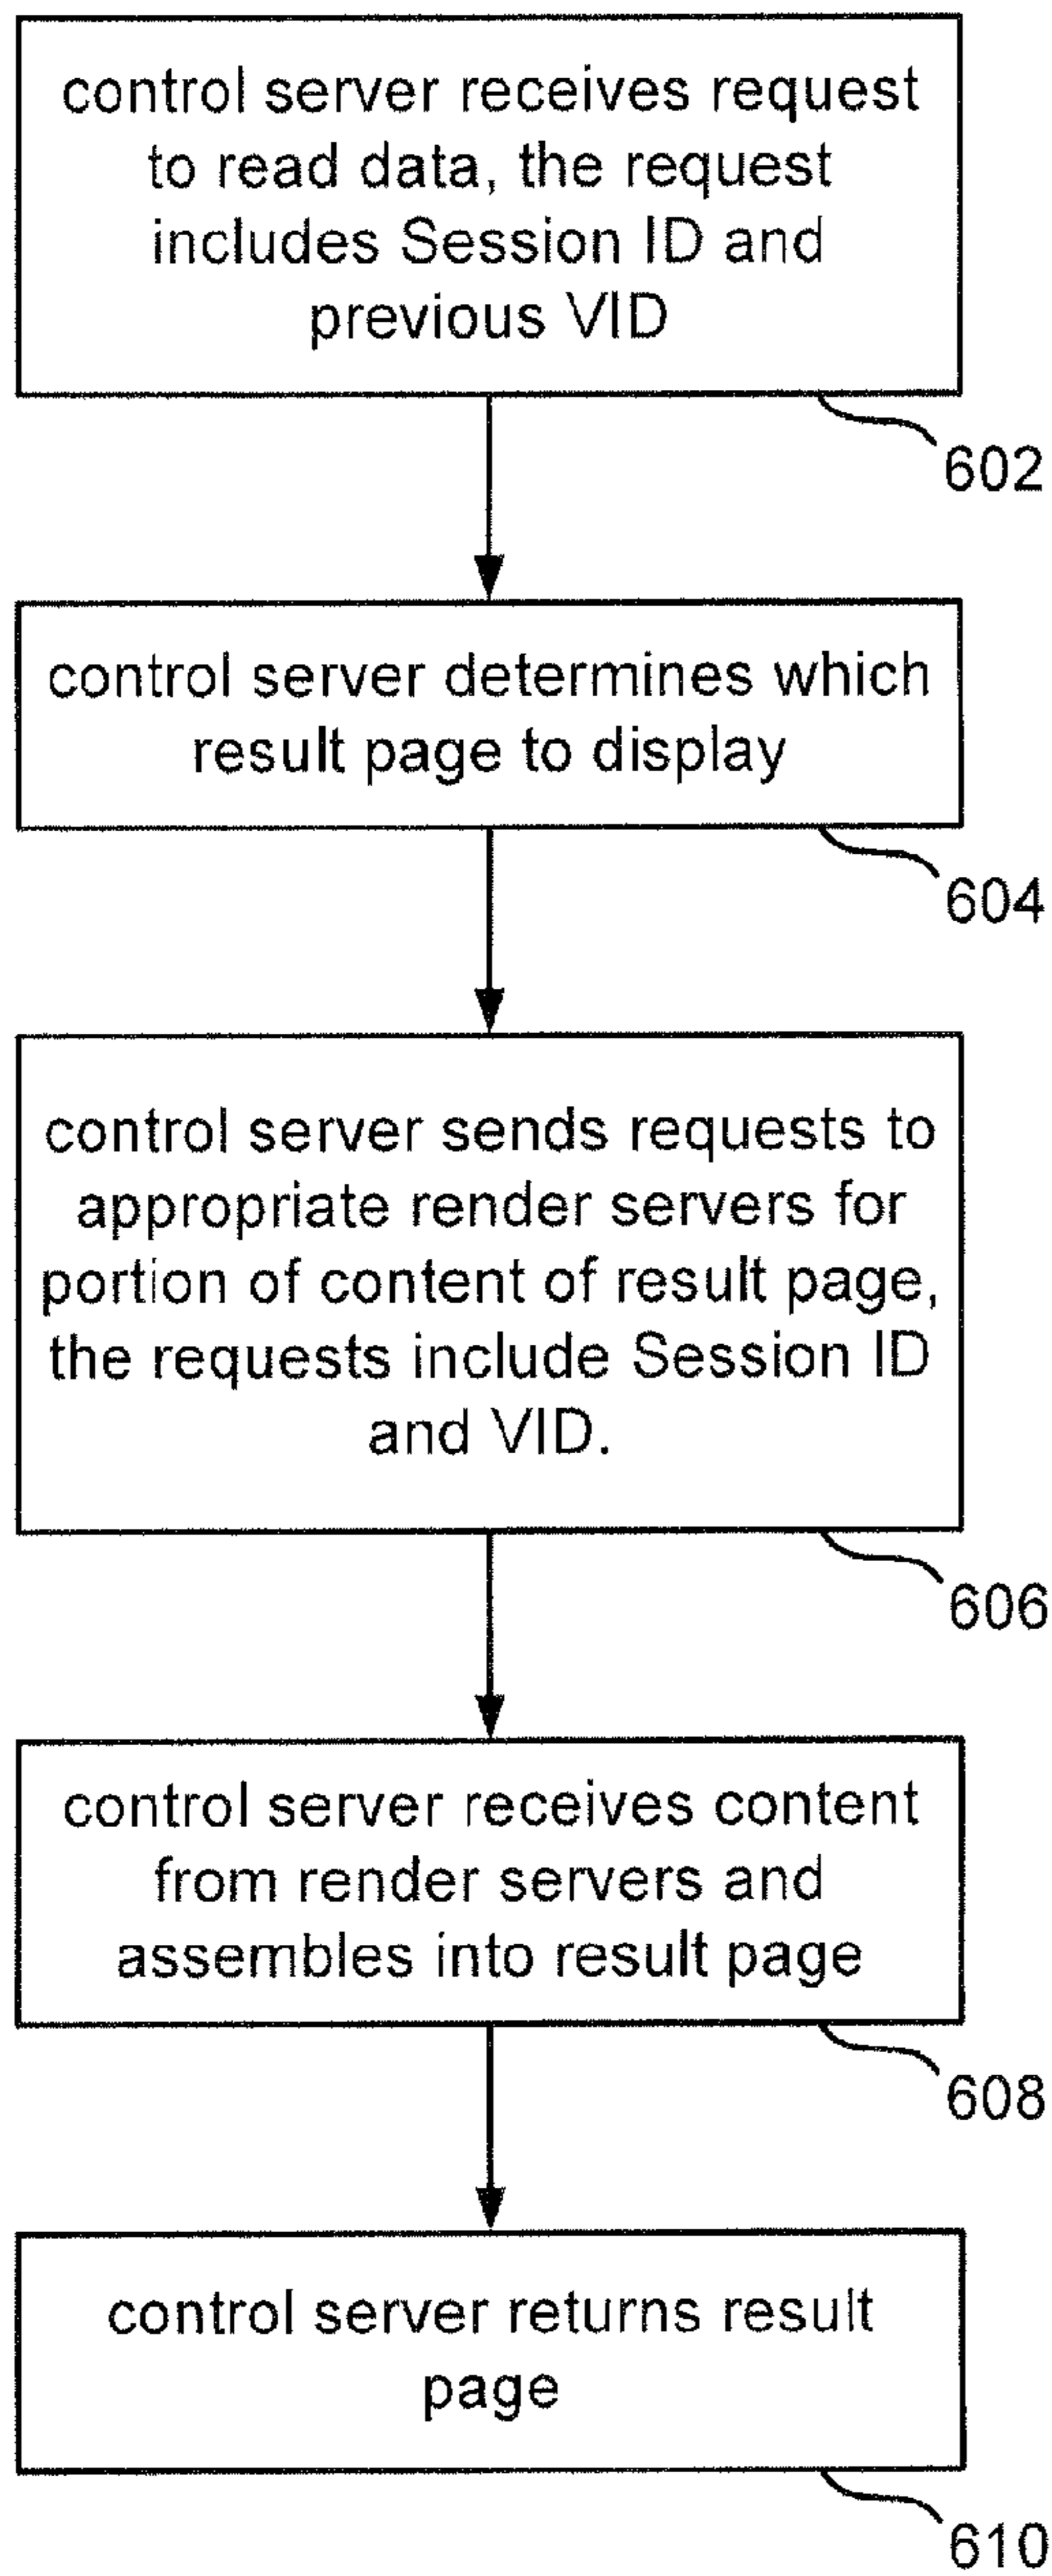 control server receives request
to read data, the request
includes Session ID and
previous VID
602
control server determines which
result page to display
604
control server sends requests to
appropriate render servers for
portion of content of result page,
the requests include Session ID
and VID.
606
control server receives content
from render servers and
assembles into result page
608
control server returns result
page
610